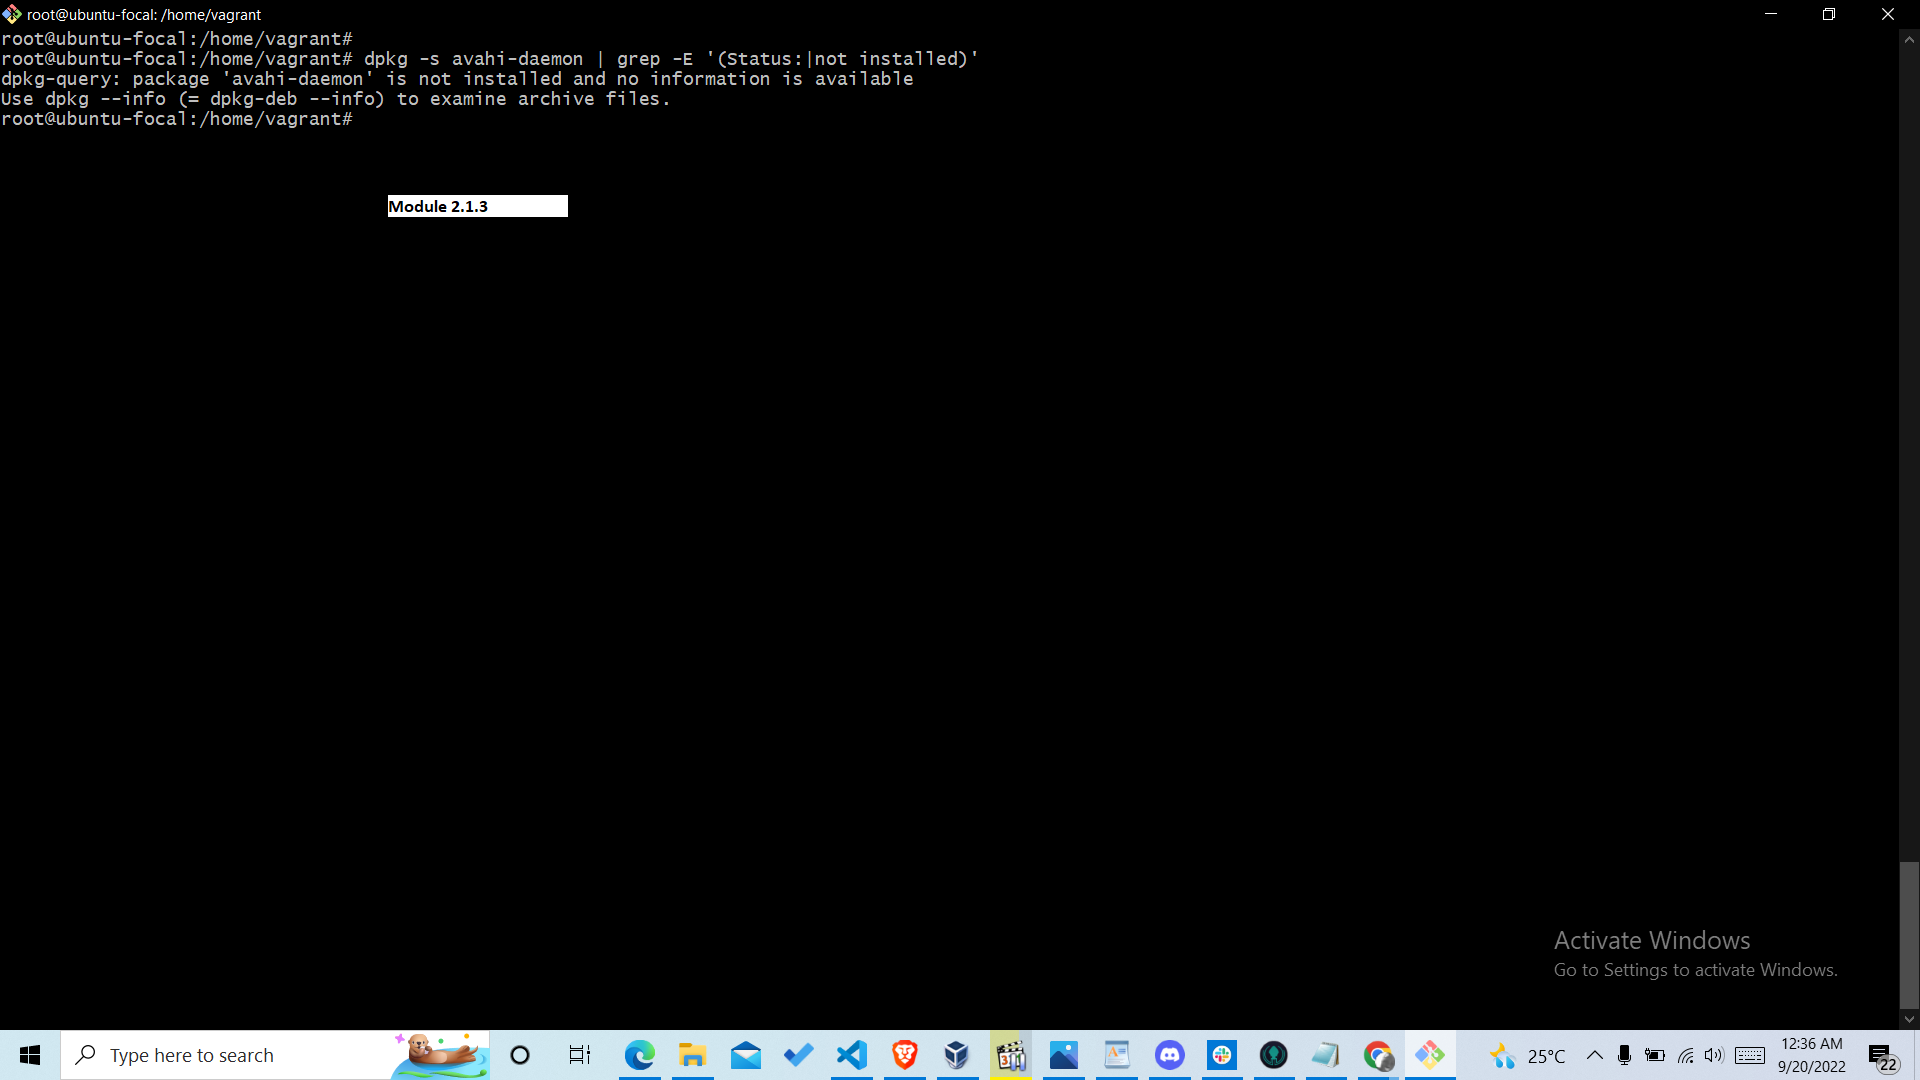 root@ubuntu-focal: /home/vagrant
root@ubuntu-focal:/home/vagrant#
root@ubuntu-focal:/home/vagrant# dpkg -s avahi-daemon | grep -E '(Status:|not installed)'
dpkg-query: package 'avahi-daemon' is not installed and no information is available
Use dpkg --info (= dpkg-deb --info) to examine archive files.
root@ubuntu-focal:/home/vagrant#
Module 2.1.3
Activate Windows
Go to Settings to activate Windows.
Type here to search
25°C
12:36 AM
9/20/2022
22